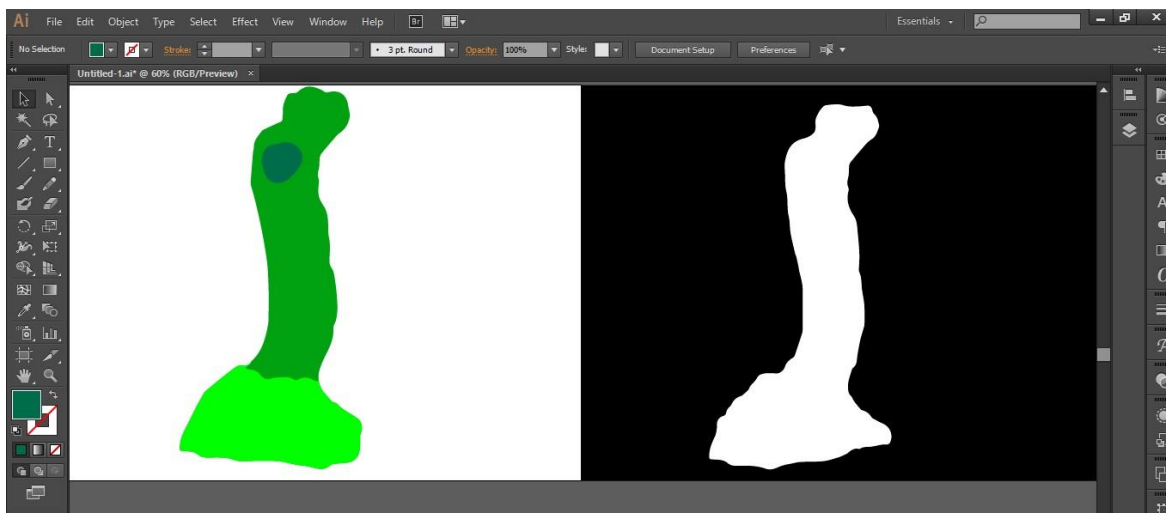 Ai File Edit Object Type Select Effect View Window Help Br Essentials
No Selection Stroke: 3 pt. Round Opacity: 100% Style: Document Setup Preferences
Untitled-1.ai* @ 60% (RGB/Preview) ×